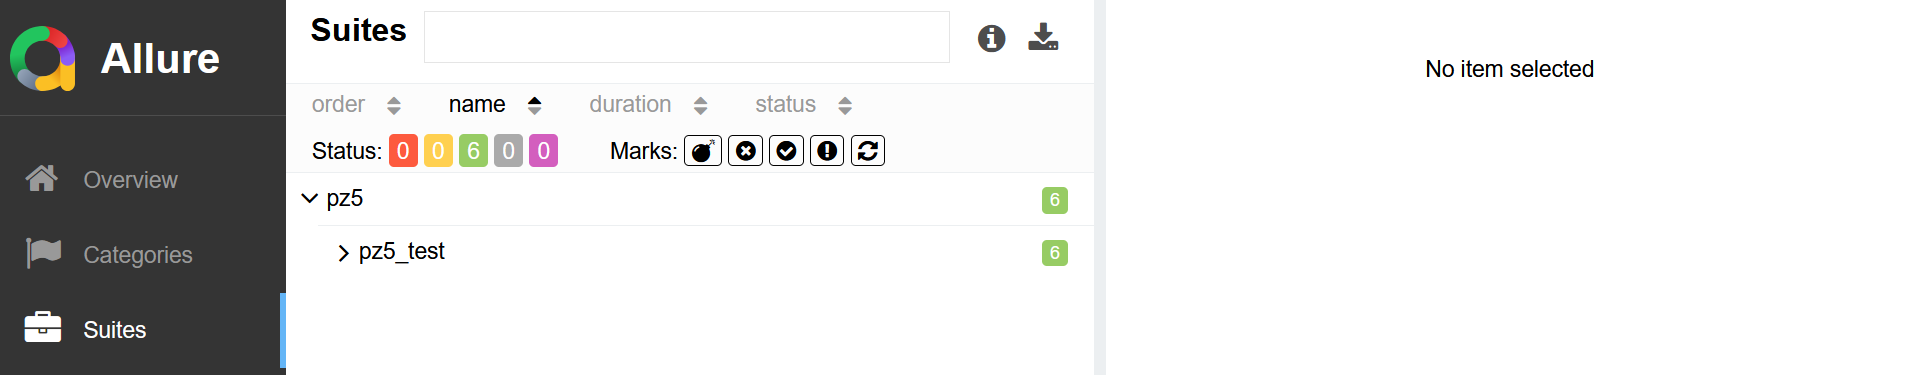 Allure
Overview
Categories
Suites
Suites
order name duration status
Status: 0 0 6 0 0 Marks:
pz5 6
pz5_test 6
No item selected